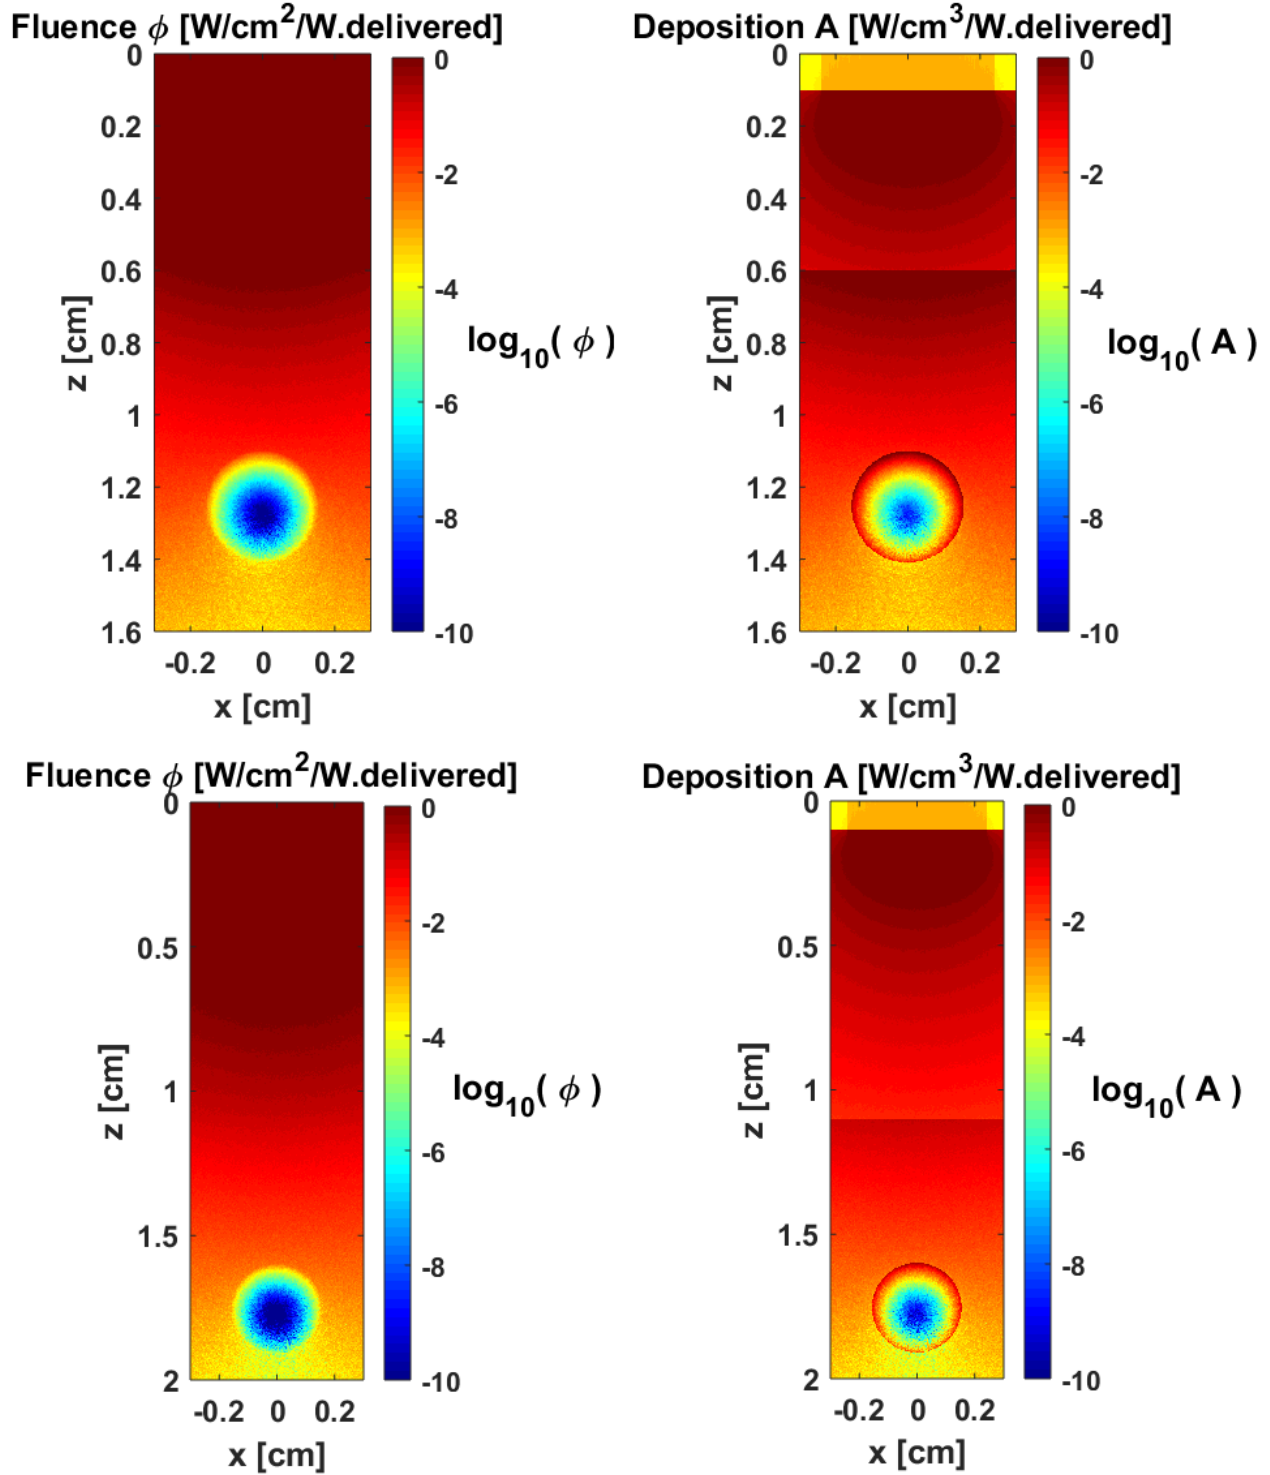 Fluence ϕ [W/cm²/W.delivered]
0
0.2
0.4
0.6
0.8
1
1.2
1.4
1.6
z [cm]
-0.2 0 0.2
x [cm]
0
-2
-4
-6
-8
-10
log₁₀( ϕ )
Deposition A [W/cm³/W.delivered]
0
0.2
0.4
0.6
0.8
1
1.2
1.4
1.6
z [cm]
-0.2 0 0.2
x [cm]
0
-2
-4
-6
-8
-10
log₁₀( A )
Fluence ϕ [W/cm²/W.delivered]
0
0.5
1
1.5
2
z [cm]
-0.2 0 0.2
x [cm]
0
-2
-4
-6
-8
-10
log₁₀( ϕ )
Deposition A [W/cm³/W.delivered]
0
0.5
1
1.5
2
z [cm]
-0.2 0 0.2
x [cm]
0
-2
-4
-6
-8
-10
log₁₀( A )